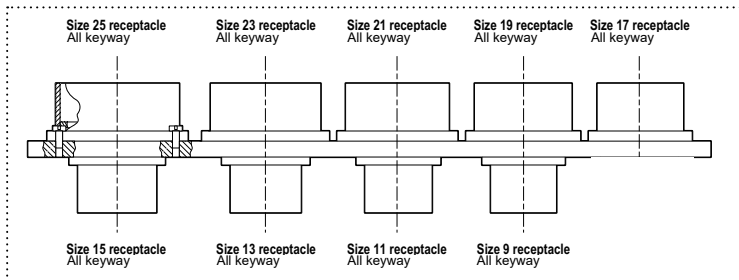 Size 25 receptacle
All keyway
Size 23 receptacle
All keyway
Size 21 receptacle
All keyway
Size 19 receptacle
All keyway
Size 17 receptacle
All keyway
Size 15 receptacle
All keyway
Size 13 receptacle
All keyway
Size 11 receptacle
All keyway
Size 9 receptacle
All keyway